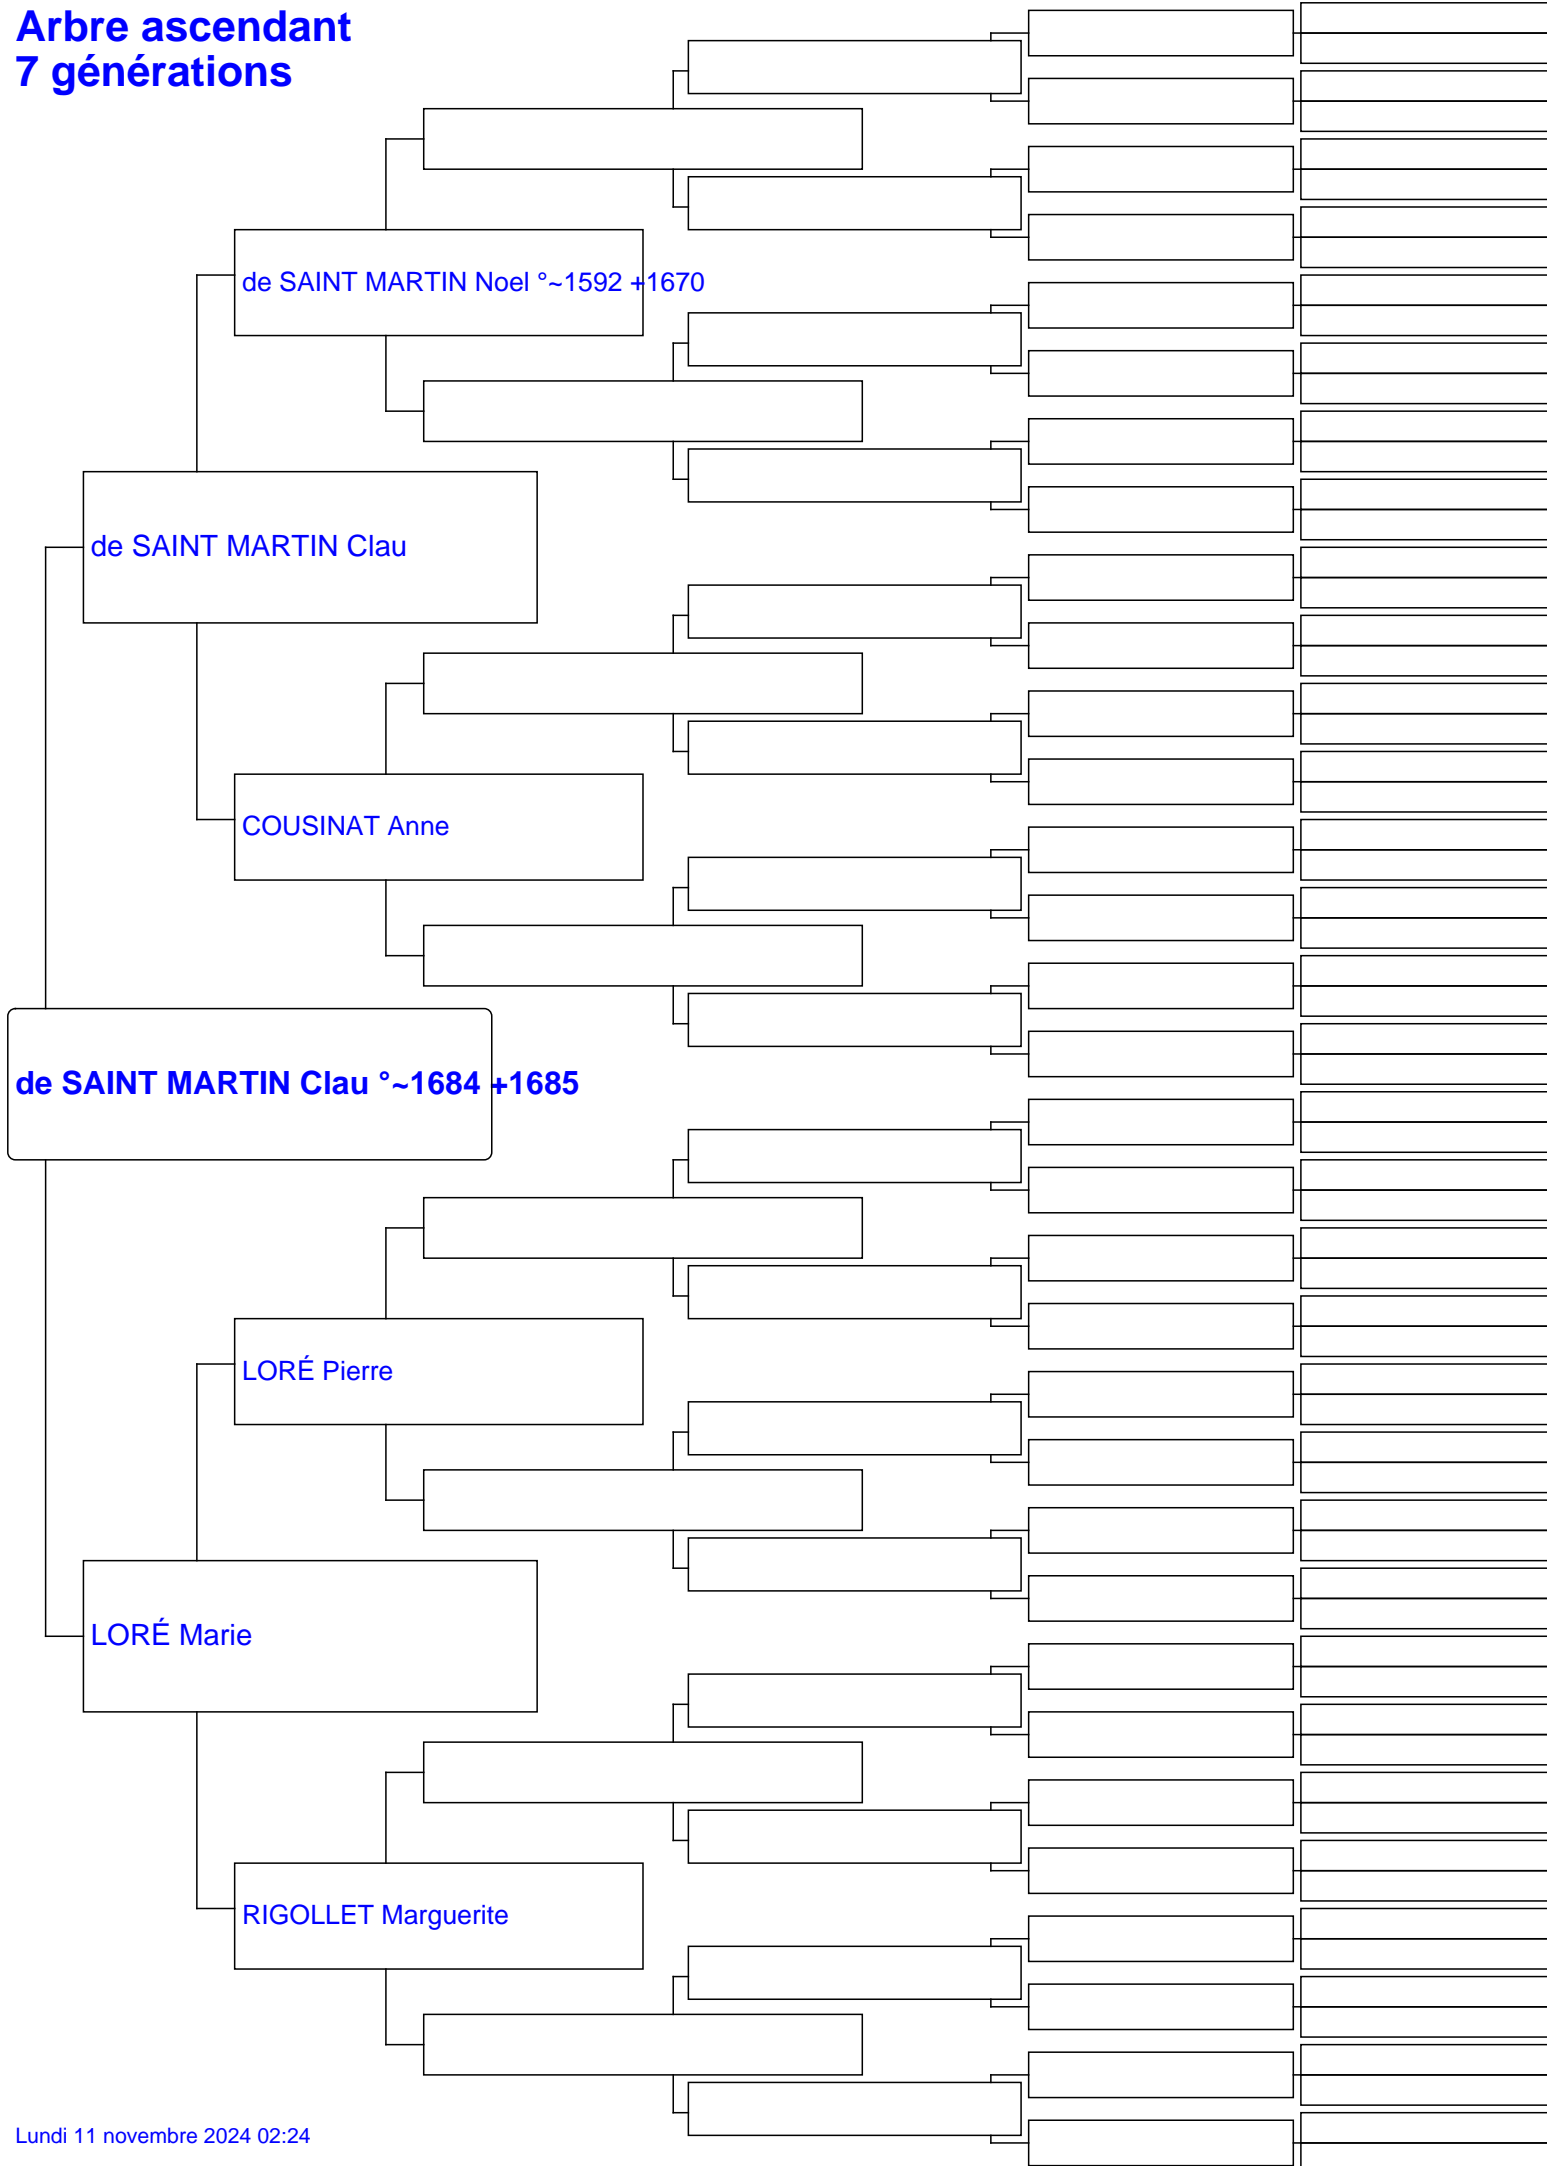 Arbre ascendant
7 générations
de SAINT MARTIN Noel °~1592 +1670
de SAINT MARTIN Clau
COUSINAT Anne
de SAINT MARTIN Clau °~1684 +1685
LORÉ Pierre
LORÉ Marie
RIGOLLET Marguerite
Lundi 11 novembre 2024 02:24